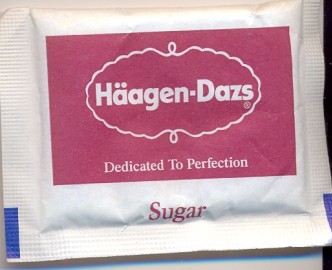 Häagen-Dazs®
Dedicated To Perfection
Sugar